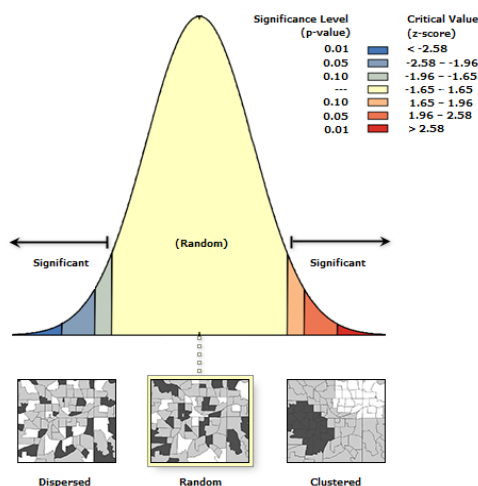 Significance Level Critical Value
(p-value) (z-score)
0.01 < -2.58
0.05 -2.58 – -1.96
0.10 -1.96 – -1.65
--- -1.65 – 1.65
0.10 1.65 – 1.96
0.05 1.96 – 2.58
0.01 > 2.58
(Random)
Significant Significant
Dispersed Random Clustered